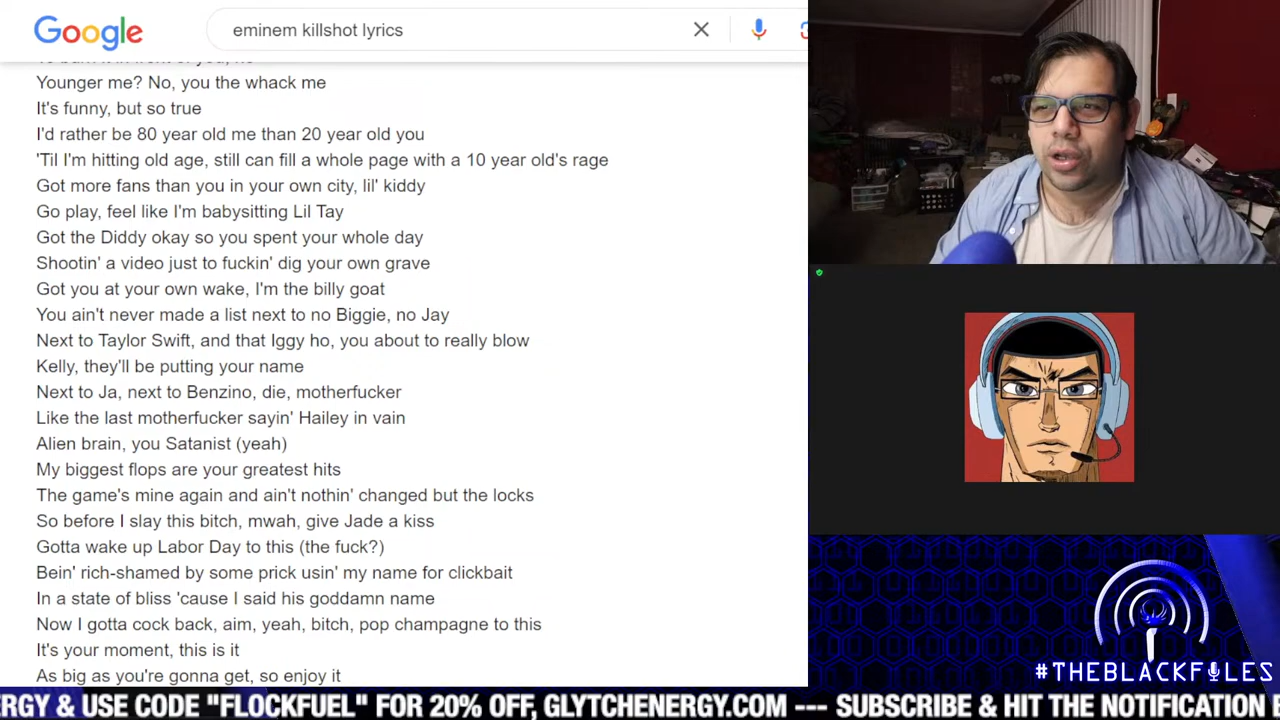 Google
eminem killshot lyrics
Younger me? No, you the whack me
It's funny, but so true
I'd rather be 80 year old me than 20 year old you
'Til I'm hitting old age, still can fill a whole page with a 10 year old's rage
Got more fans than you in your own city, lil' kiddy
Go play, feel like I'm babysitting Lil Tay
Got the Diddy okay so you spent your whole day
Shootin' a video just to fuckin' dig your own grave
Got you at your own wake, I'm the billy goat
You ain't never made a list next to no Biggie, no Jay
Next to Taylor Swift, and that Iggy ho, you about to really blow
Kelly, they'll be putting your name
Next to Ja, next to Benzino, die, motherfucker
Like the last motherfucker sayin' Hailey in vain
Alien brain, you Satanist (yeah)
My biggest flops are your greatest hits
The game's mine again and ain't nothin' changed but the locks
So before I slay this bitch, mwah, give Jade a kiss
Gotta wake up Labor Day to this (the fuck?)
Bein' rich-shamed by some prick usin' my name for clickbait
In a state of bliss 'cause I said his goddamn name
Now I gotta cock back, aim, yeah, bitch, pop champagne to this
It's your moment, this is it
As big as you're gonna get, so enjoy it
#THEBLACKFILES
ERGY & USE CODE "FLOCKFUEL" FOR 20% OFF, GLYTCHENERGY.COM --- SUBSCRIBE & HIT THE NOTIFICATION